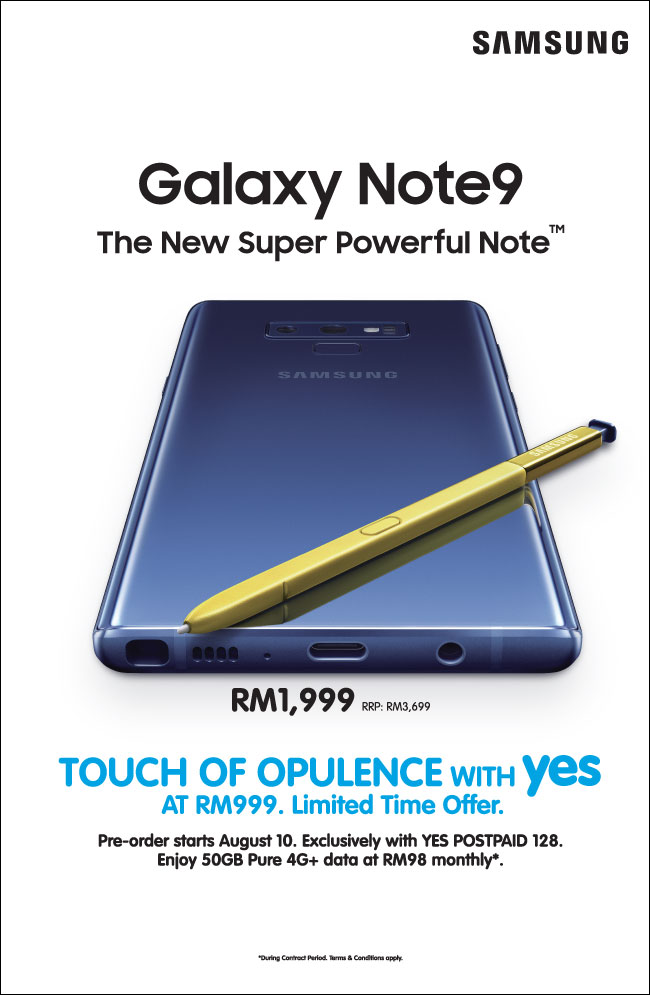 SAMSUNG
Galaxy Note9
The New Super Powerful Note™
SAMSUNG
SAMSUNG
RM1,999 RRP: RM3,699
TOUCH OF OPULENCE WITH yes
AT RM999. Limited Time Offer.
Pre-order starts August 10. Exclusively with YES POSTPAID 128.
Enjoy 50GB Pure 4G+ data at RM98 monthly*.
*During Contract Period. Terms & Conditions apply.